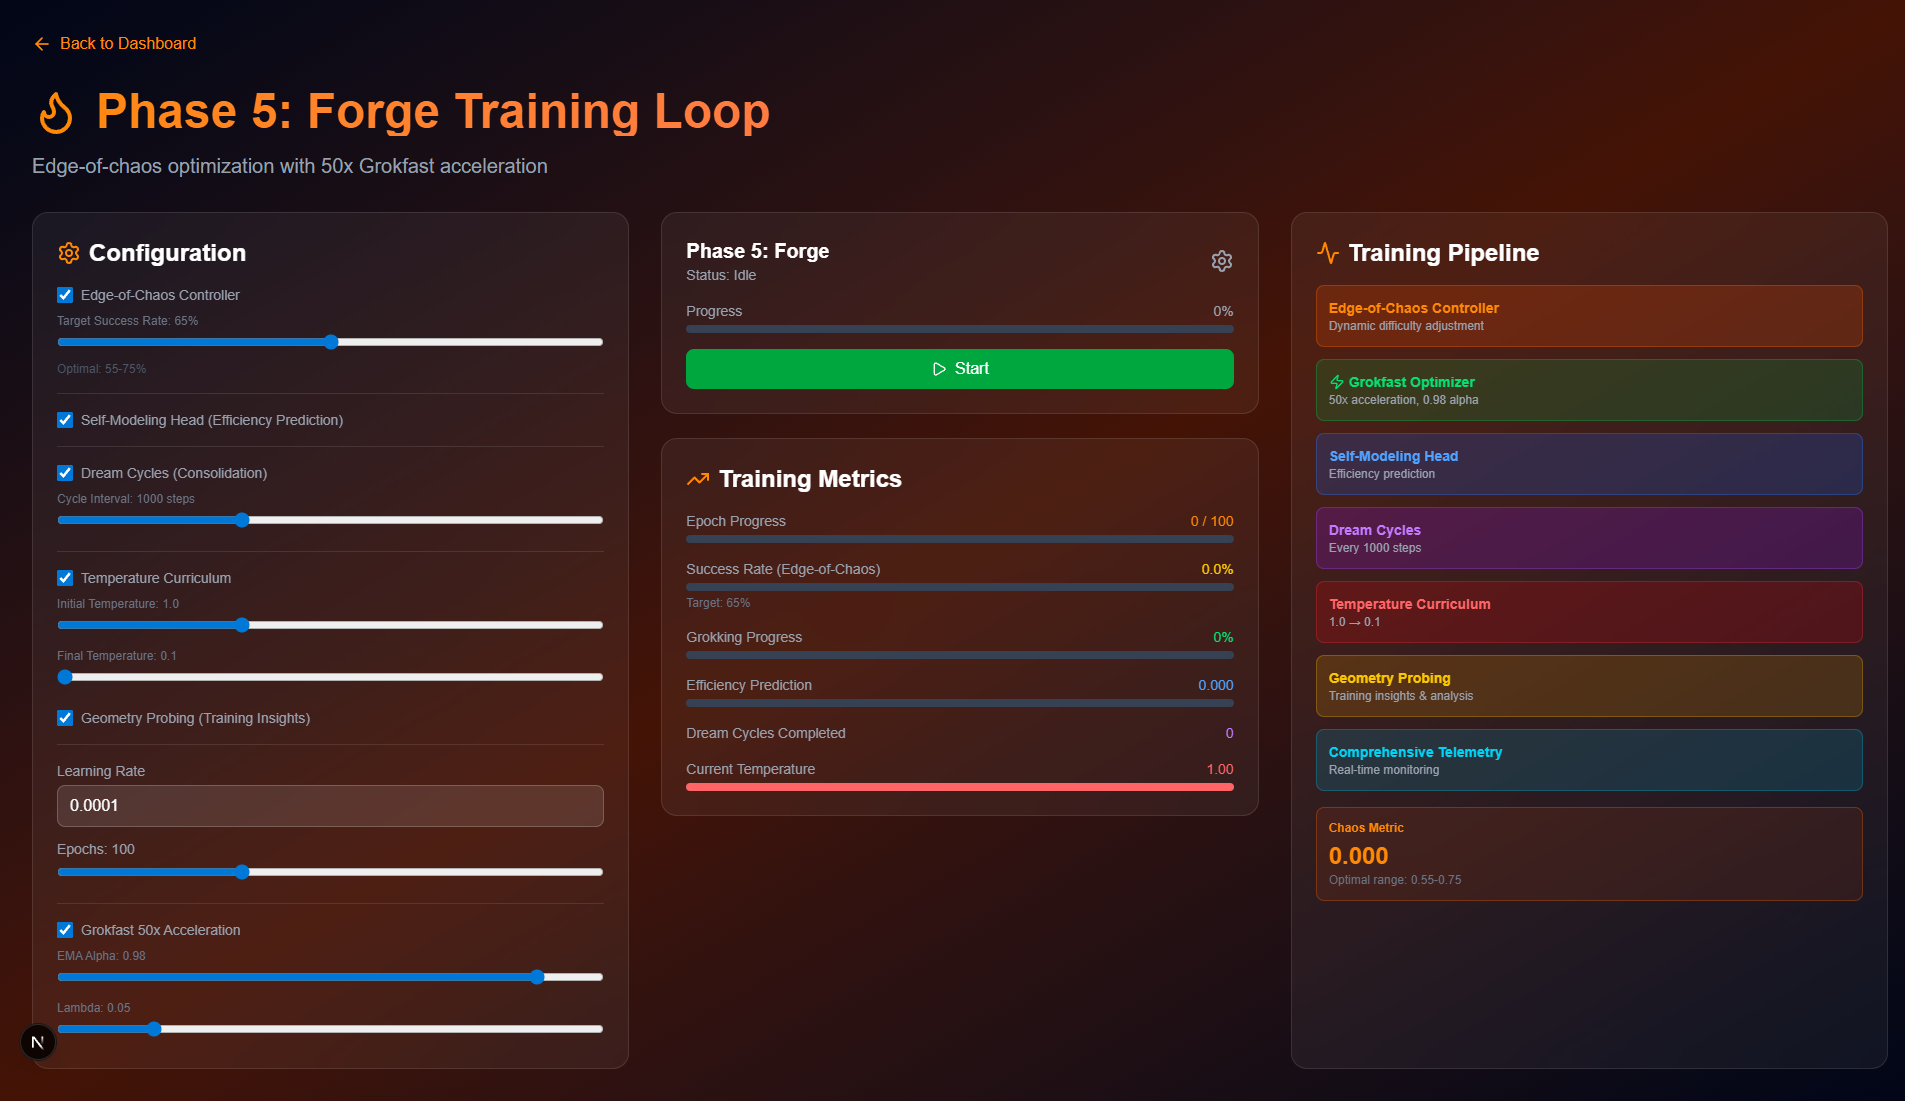 Back to Dashboard
Phase 5: Forge Training Loop
Edge-of-chaos optimization with 50x Grokfast acceleration
Configuration
Edge-of-Chaos Controller
Target Success Rate: 65%
Optimal: 55-75%
Self-Modeling Head (Efficiency Prediction)
Dream Cycles (Consolidation)
Cycle Interval: 1000 steps
Temperature Curriculum
Initial Temperature: 1.0
Final Temperature: 0.1
Geometry Probing (Training Insights)
Learning Rate
0.0001
Epochs: 100
Grokfast 50x Acceleration
EMA Alpha: 0.98
Lambda: 0.05
N
Phase 5: Forge
Status: Idle
Progress 0%
Start
Training Metrics
Epoch Progress 0 / 100
Success Rate (Edge-of-Chaos) 0.0%
Target: 65%
Grokking Progress 0%
Efficiency Prediction 0.000
Dream Cycles Completed 0
Current Temperature 1.00
Training Pipeline
Edge-of-Chaos Controller
Dynamic difficulty adjustment
Grokfast Optimizer
50x acceleration, 0.98 alpha
Self-Modeling Head
Efficiency prediction
Dream Cycles
Every 1000 steps
Temperature Curriculum
1.0 → 0.1
Geometry Probing
Training insights & analysis
Comprehensive Telemetry
Real-time monitoring
Chaos Metric
0.000
Optimal range: 0.55-0.75